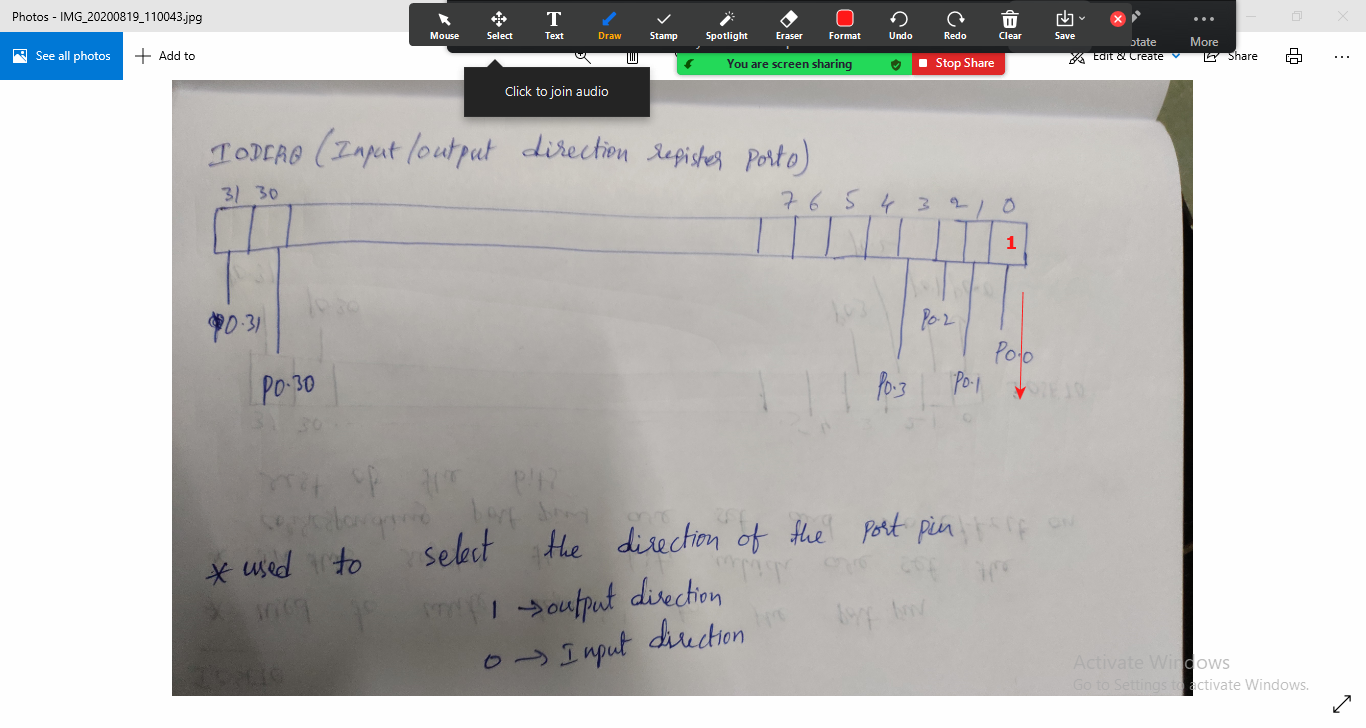 Photos - IMG_20200819_110043.jpg
Mouse Select Text Draw Stamp Spotlight Eraser Format Undo Redo Clear Save More
See all photos
Add to
You are screen sharing
Stop Share
Edit & Create
Share
Click to join audio
IODIR0 (Input/output direction register Port0)
31 30 7 6 5 4 3 2 1 0
1
P0.31
P0.2
P0.0
P0.30
P0.3
P0.1
* used to select the direction of the port pin
1 → output direction
0 → Input direction
Activate Windows
Go to Settings to activate Windows.